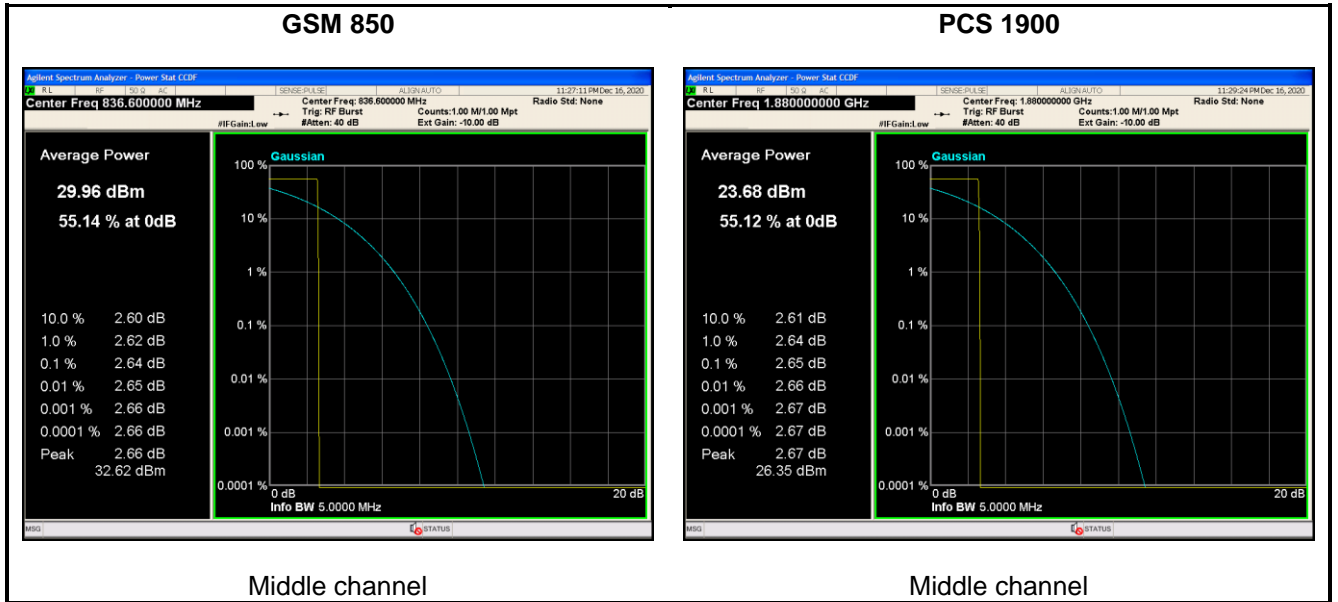 GSM 850
Agilent Spectrum Analyzer - Power Stat CCDF
RL RF 50 Ω AC SENSE:PULSE ALIGNAUTO 11:27:11 PM Dec 16, 2020
Center Freq 836.600000 MHz
Center Freq: 836.600000 MHz Radio Std: None
Trig: RF Burst Counts:1.00 M/1.00 Mpt
#IFGain:Low #Atten: 40 dB Ext Gain: -10.00 dB
Average Power
29.96 dBm
55.14 % at 0dB
10.0 % 2.60 dB
1.0 % 2.62 dB
0.1 % 2.64 dB
0.01 % 2.65 dB
0.001 % 2.66 dB
0.0001 % 2.66 dB
Peak 2.66 dB
32.62 dBm
Gaussian
100 %
10 %
1 %
0.1 %
0.01 %
0.001 %
0.0001 %
0 dB 20 dB
Info BW 5.0000 MHz
MSG STATUS
Middle channel
PCS 1900
Agilent Spectrum Analyzer - Power Stat CCDF
RL RF 50 Ω AC SENSE:PULSE ALIGNAUTO 11:29:24 PM Dec 16, 2020
Center Freq 1.880000000 GHz
Center Freq: 1.880000000 GHz Radio Std: None
Trig: RF Burst Counts:1.00 M/1.00 Mpt
#IFGain:Low #Atten: 40 dB Ext Gain: -10.00 dB
Average Power
23.68 dBm
55.12 % at 0dB
10.0 % 2.61 dB
1.0 % 2.64 dB
0.1 % 2.65 dB
0.01 % 2.66 dB
0.001 % 2.67 dB
0.0001 % 2.67 dB
Peak 2.67 dB
26.35 dBm
Gaussian
100 %
10 %
1 %
0.1 %
0.01 %
0.001 %
0.0001 %
0 dB 20 dB
Info BW 5.0000 MHz
MSG STATUS
Middle channel